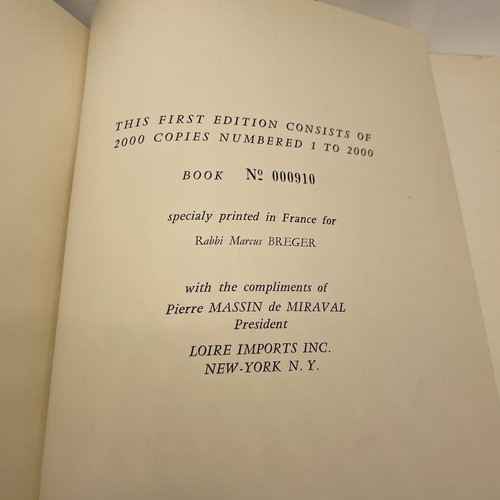 THIS FIRST EDITION CONSISTS OF
2000 COPIES NUMBERED 1 TO 2000
BOOK Nº 000910
specialy printed in France for
Rabbi Marcus BREGER
with the compliments of
Pierre MASSIN de MIRAVAL
President
LOIRE IMPORTS INC.
NEW-YORK N. Y.